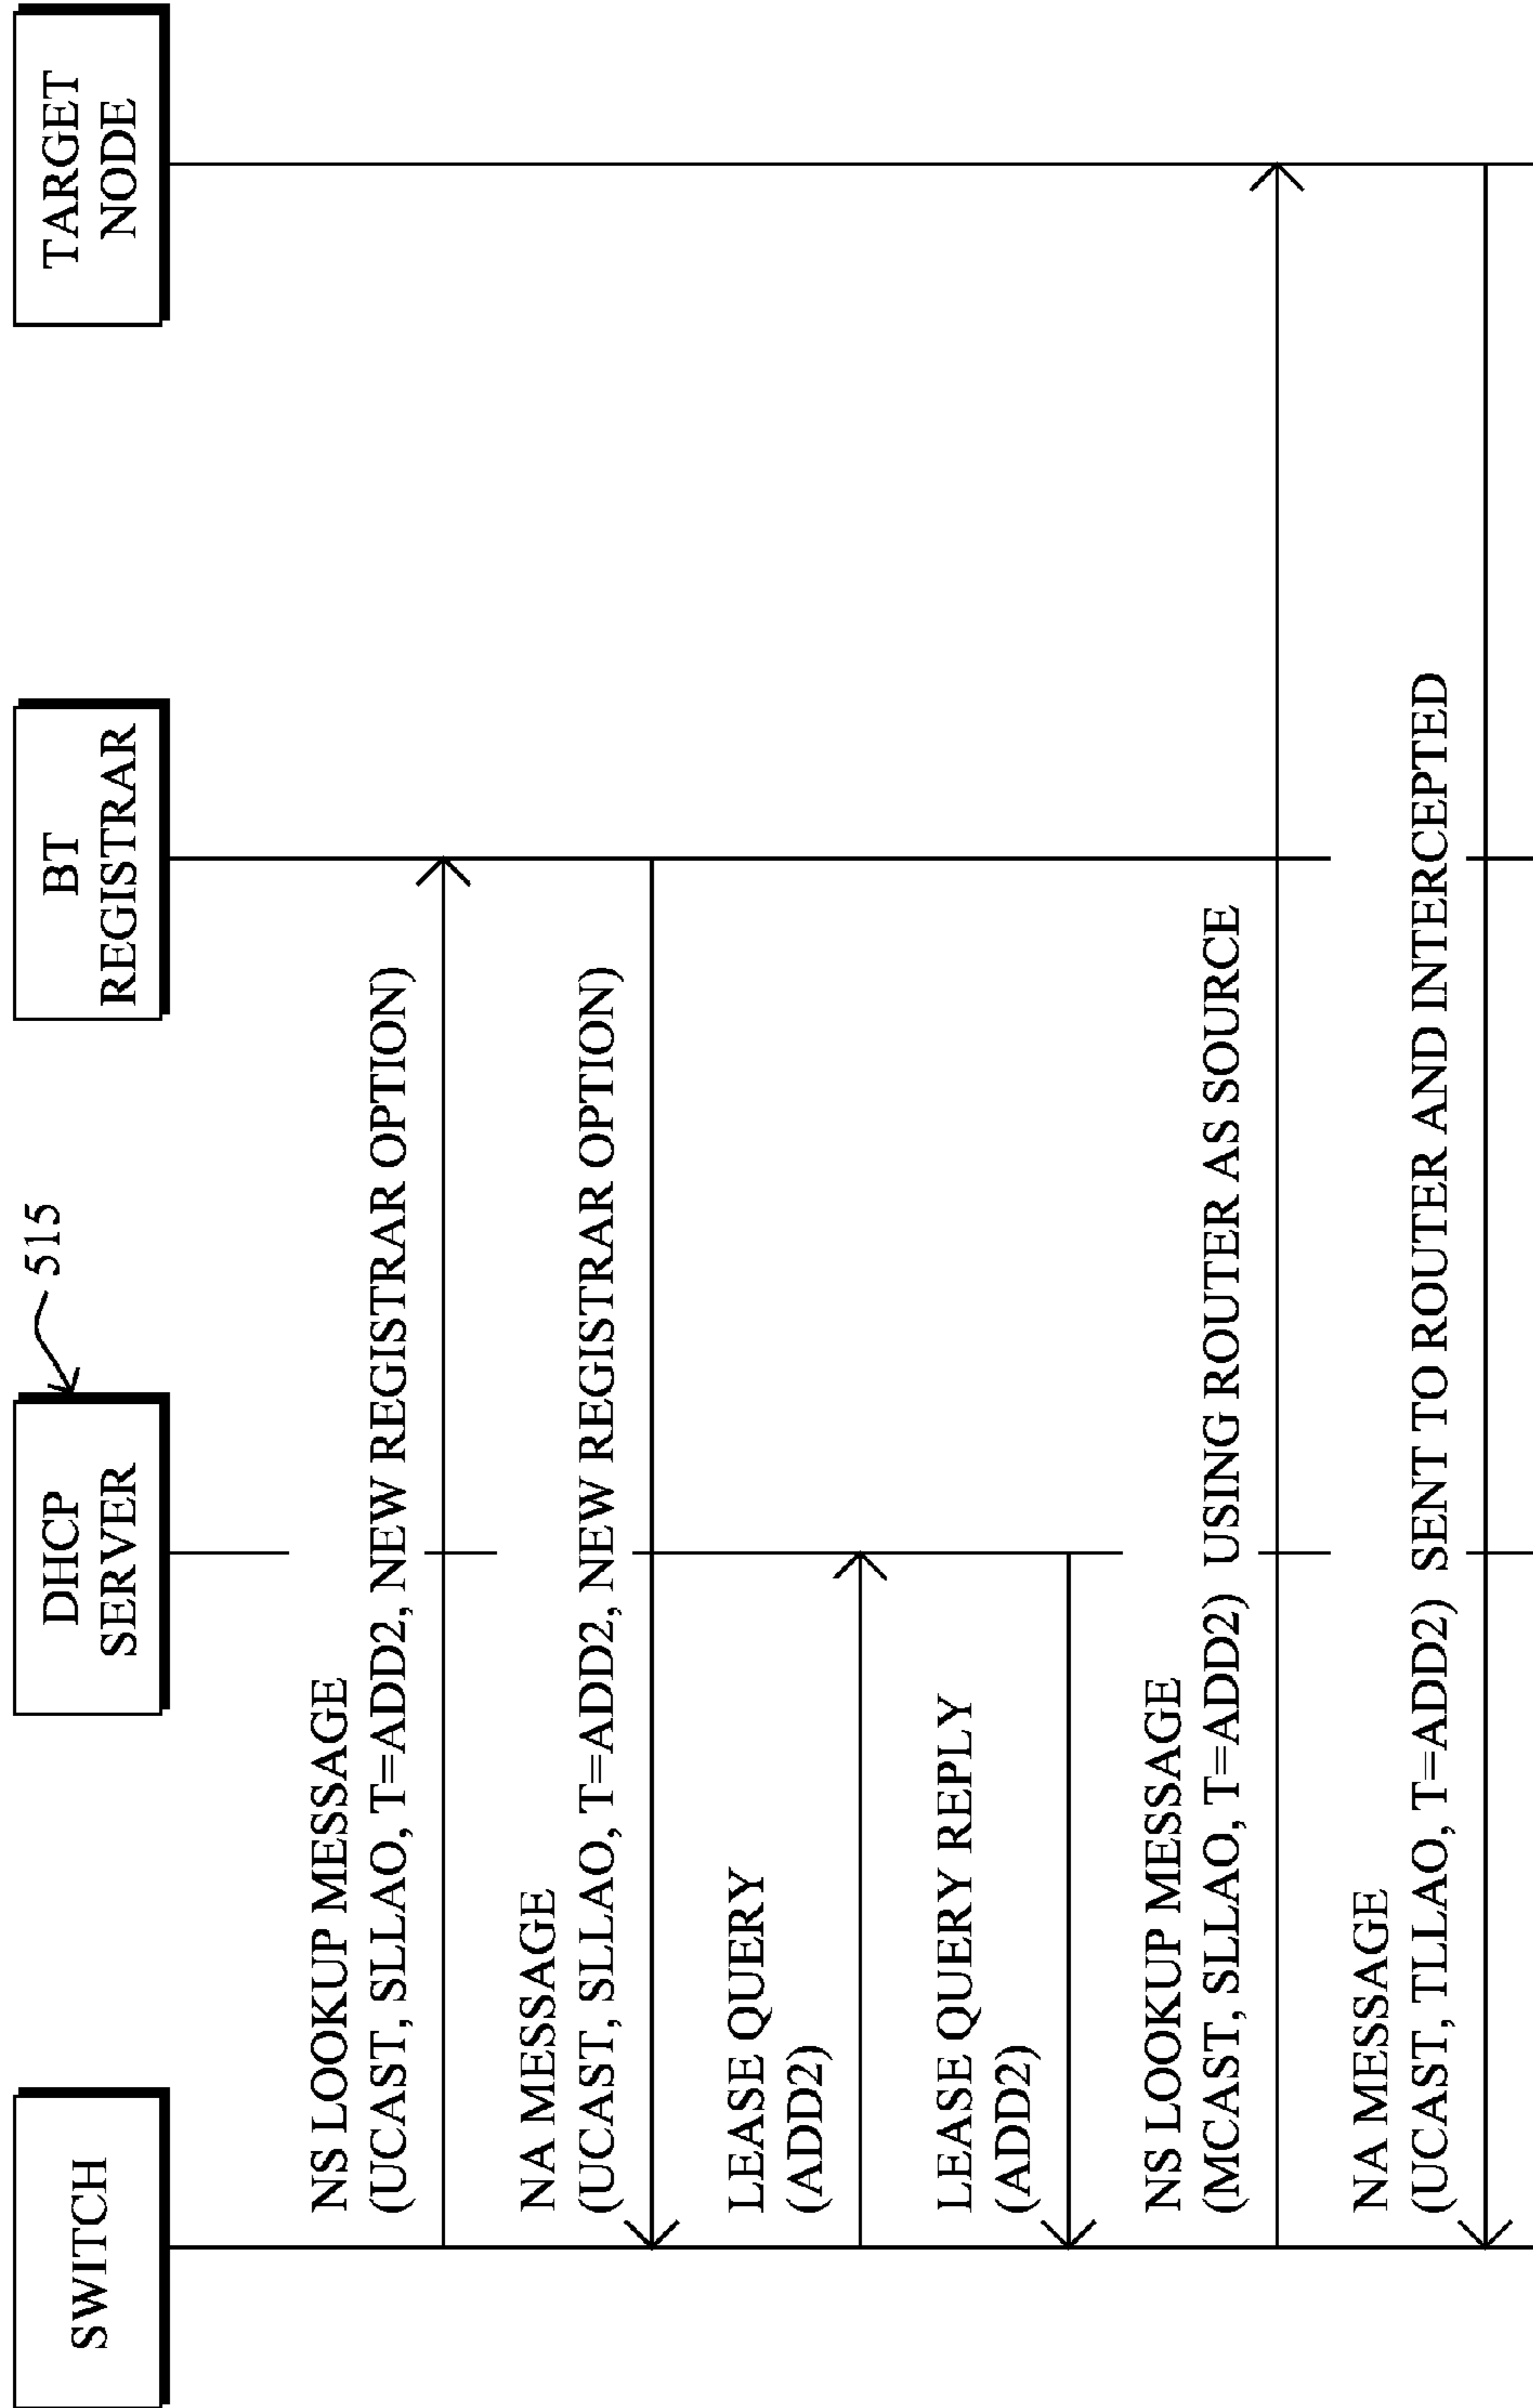 SWITCH
DHCP
SERVER
515
BT
REGISTRAR
TARGET
NODE
NS LOOKUP MESSAGE
(UCAST, SLLAO, T=ADD2, NEW REGISTRAR OPTION)
NA MESSAGE
(UCAST, SLLAO, T=ADD2, NEW REGISTRAR OPTION)
LEASE QUERY
(ADD2)
LEASE QUERY REPLY
(ADD2)
NS LOOKUP MESSAGE
(MCAST, SLLAO, T=ADD2) USING ROUTER AS SOURCE
NA MESSAGE
(UCAST, TLLAO, T=ADD2) SENT TO ROUTER AND INTERCEPTED